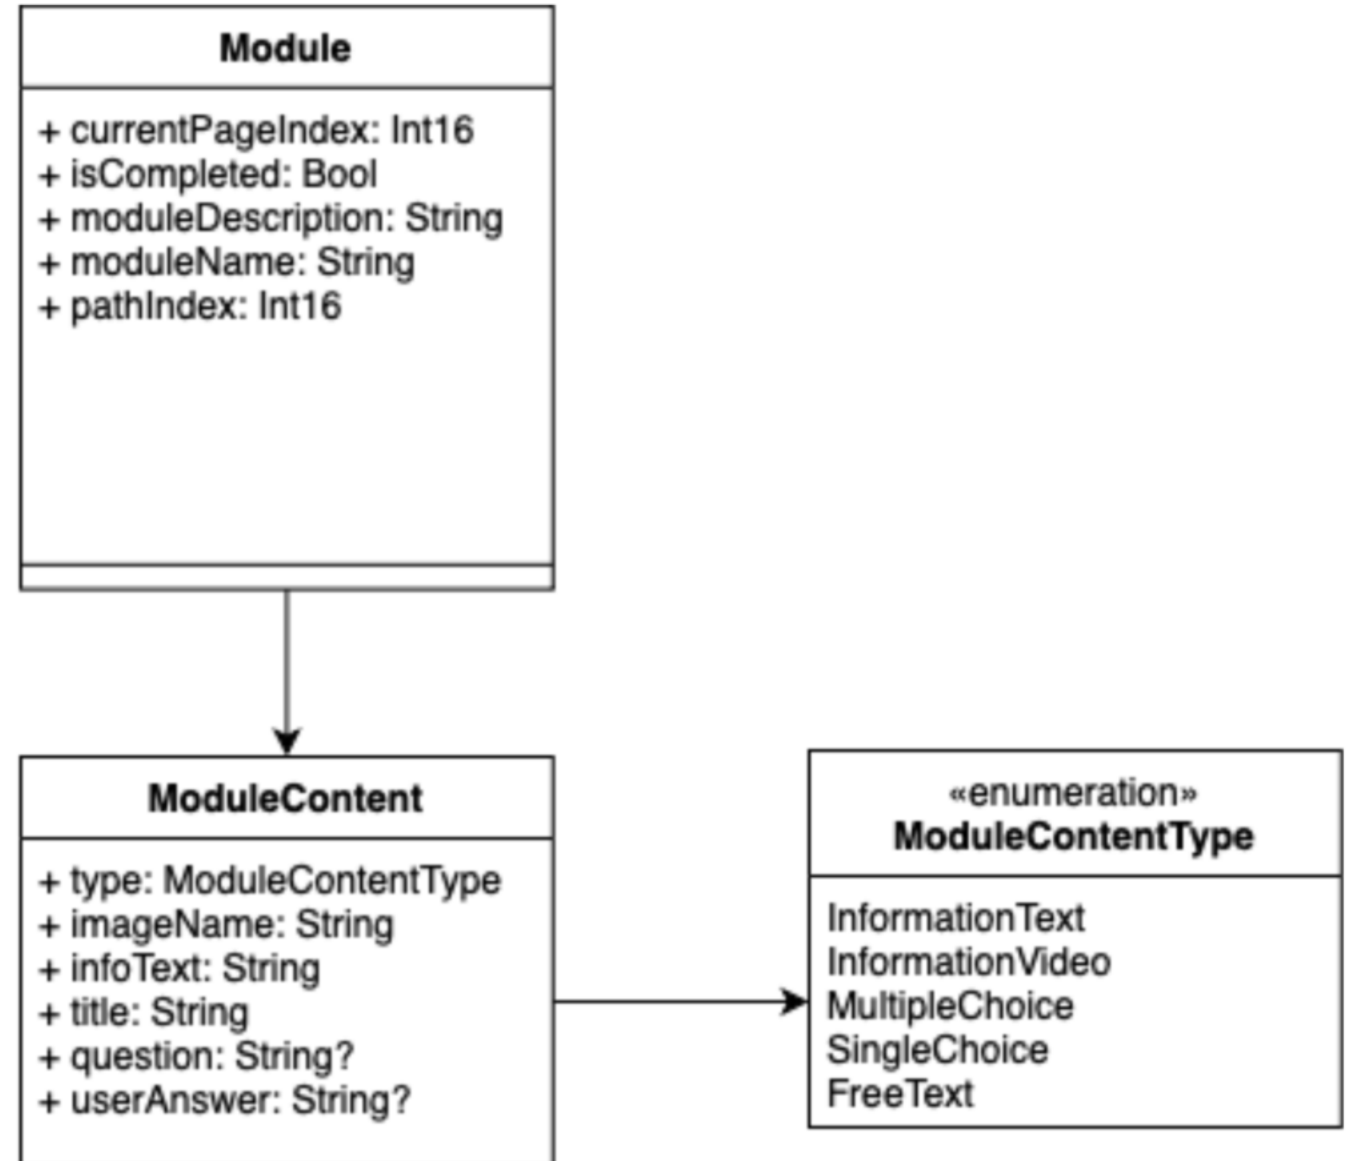 Module
+ currentPageIndex: Int16
+ isCompleted: Bool
+ moduleDescription: String
+ moduleName: String
+ pathIndex: Int16
ModuleContent
+ type: ModuleContentType
+ imageName: String
+ infoText: String
+ title: String
+ question: String?
+ userAnswer: String?
«enumeration»
ModuleContentType
InformationText
InformationVideo
MultipleChoice
SingleChoice
FreeText